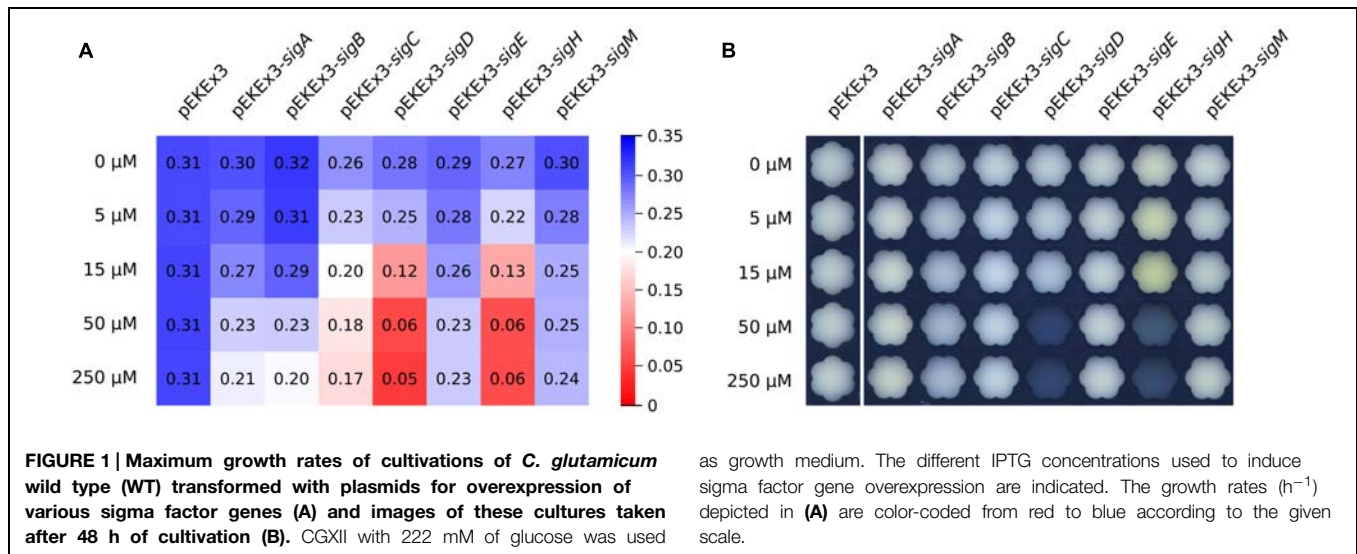 A
pEKEx3 pEKEx3-sigA pEKEx3-sigB pEKEx3-sigC pEKEx3-sigD pEKEx3-sigE pEKEx3-sigH pEKEx3-sigM
0 µM 0.31 0.30 0.32 0.26 0.28 0.29 0.27 0.30
5 µM 0.31 0.29 0.31 0.23 0.25 0.28 0.22 0.28
15 µM 0.31 0.27 0.29 0.20 0.12 0.26 0.13 0.25
50 µM 0.31 0.23 0.23 0.18 0.06 0.23 0.06 0.25
250 µM 0.31 0.21 0.20 0.17 0.05 0.23 0.06 0.24
0.35
0.30
0.25
0.20
0.15
0.10
0.05
0
B
pEKEx3 pEKEx3-sigA pEKEx3-sigB pEKEx3-sigC pEKEx3-sigD pEKEx3-sigE pEKEx3-sigH pEKEx3-sigM
0 µM
5 µM
15 µM
50 µM
250 µM
FIGURE 1 | Maximum growth rates of cultivations of C. glutamicum
wild type (WT) transformed with plasmids for overexpression of
various sigma factor genes (A) and images of these cultures taken
after 48 h of cultivation (B). CGXII with 222 mM of glucose was used
as growth medium. The different IPTG concentrations used to induce
sigma factor gene overexpression are indicated. The growth rates (h−1)
depicted in (A) are color-coded from red to blue according to the given
scale.